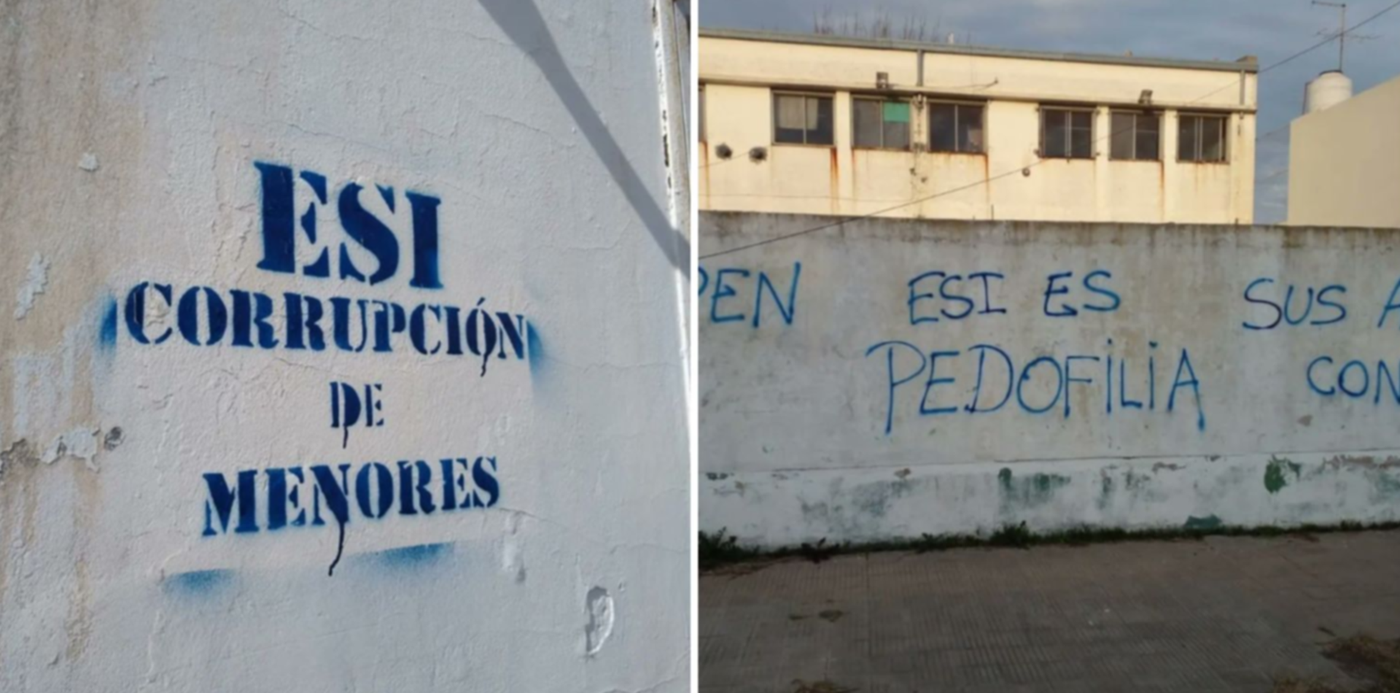 ESI
CORRUPCIÓN
DE
MENORES
PEN ESI ES SUS A
PEDOFILIA CON